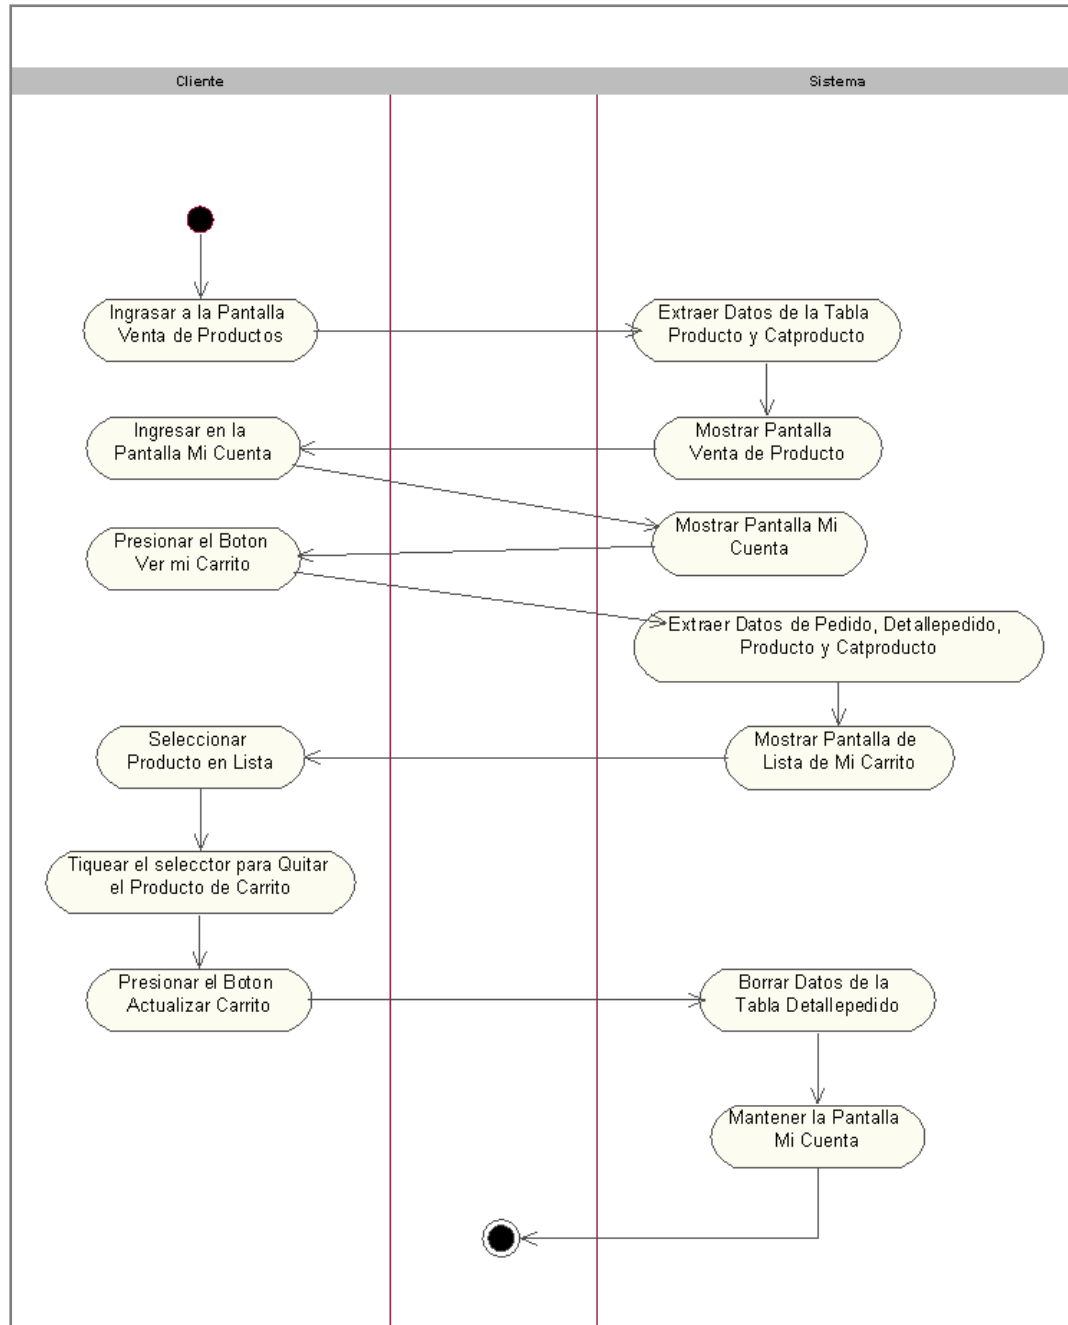 Cliente
Sistema
Ingrasar a la Pantalla
Venta de Productos
Extraer Datos de la Tabla
Producto y Catproducto
Ingresar en la
Pantalla Mi Cuenta
Mostrar Pantalla
Venta de Producto
Mostrar Pantalla Mi
Cuenta
Presionar el Boton
Ver mi Carrito
Extraer Datos de Pedido, Detallepedido,
Producto y Catproducto
Seleccionar
Producto en Lista
Mostrar Pantalla de
Lista de Mi Carrito
Tiquear el selecctor para Quitar
el Producto de Carrito
Presionar el Boton
Actualizar Carrito
Borrar Datos de la
Tabla Detallepedido
Mantener la Pantalla
Mi Cuenta